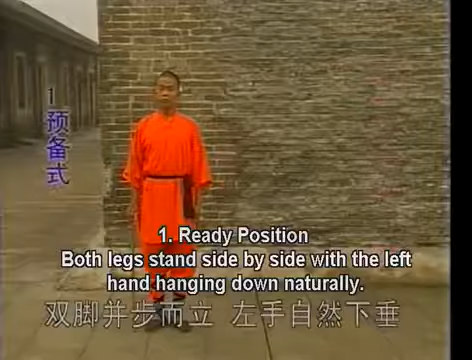 1 预备式
1. Ready Position
Both legs stand side by side with the left
hand hanging down naturally.
双脚并步而立 左手自然下垂